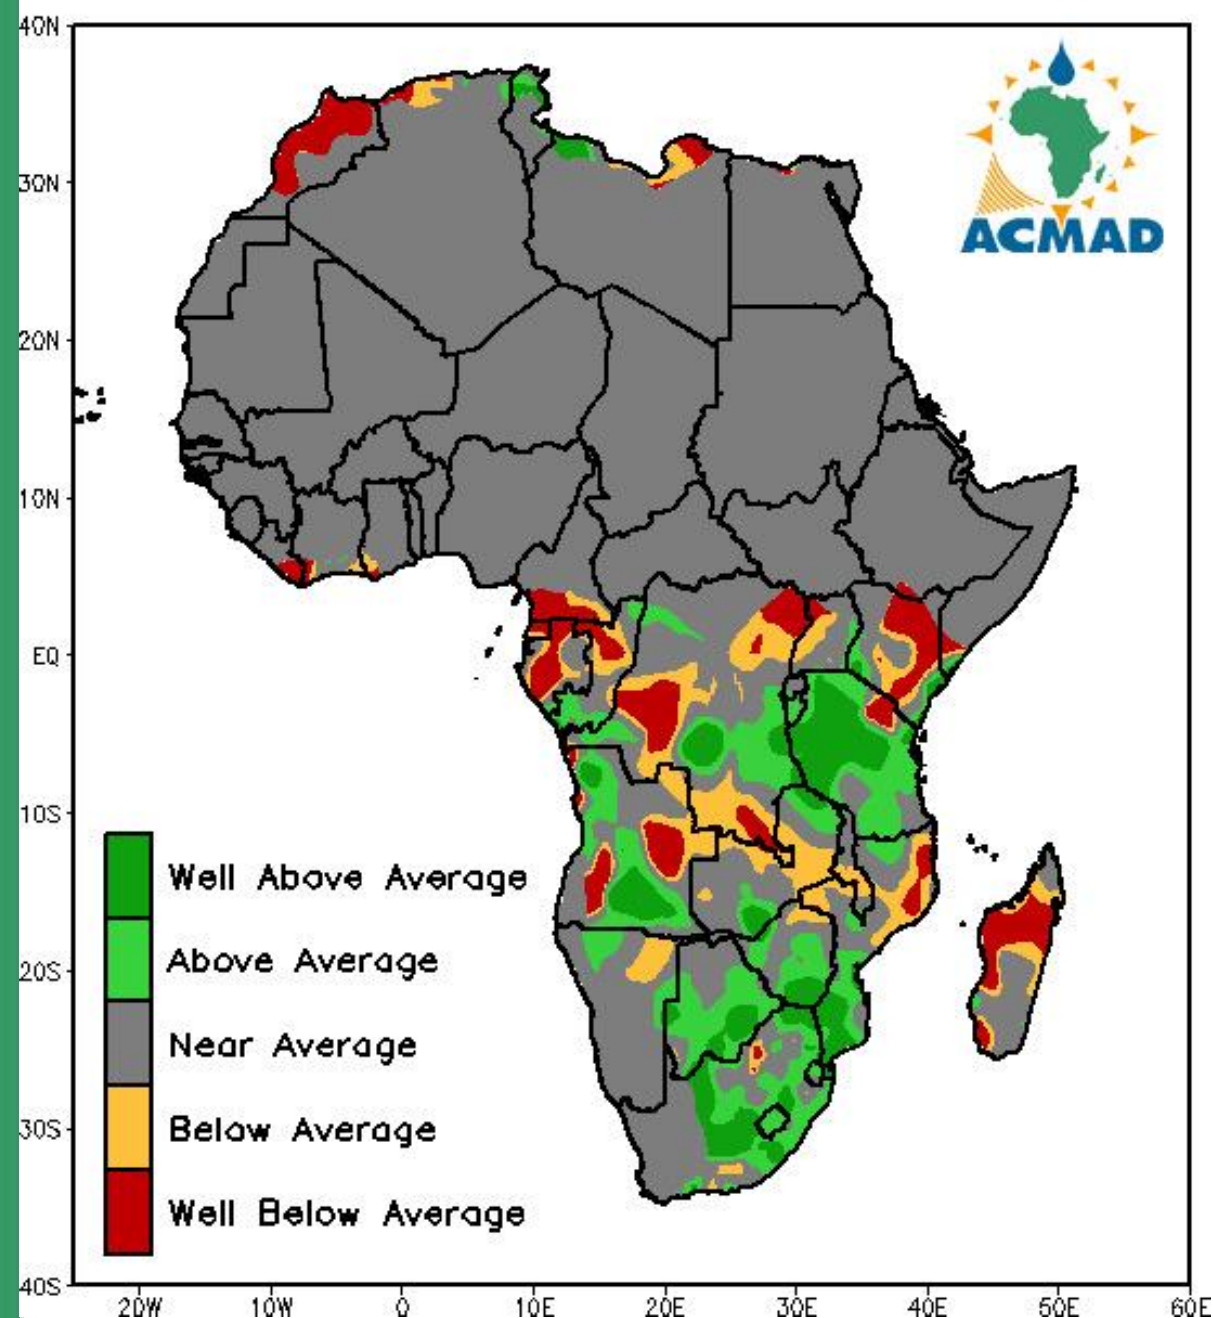 40N
30N
20N
10N
EQ
10S
20S
30S
40S
20W
10W
0
10E
20E
30E
40E
50E
60E
ACMAD
Well Above Average
Above Average
Near Average
Below Average
Well Below Average